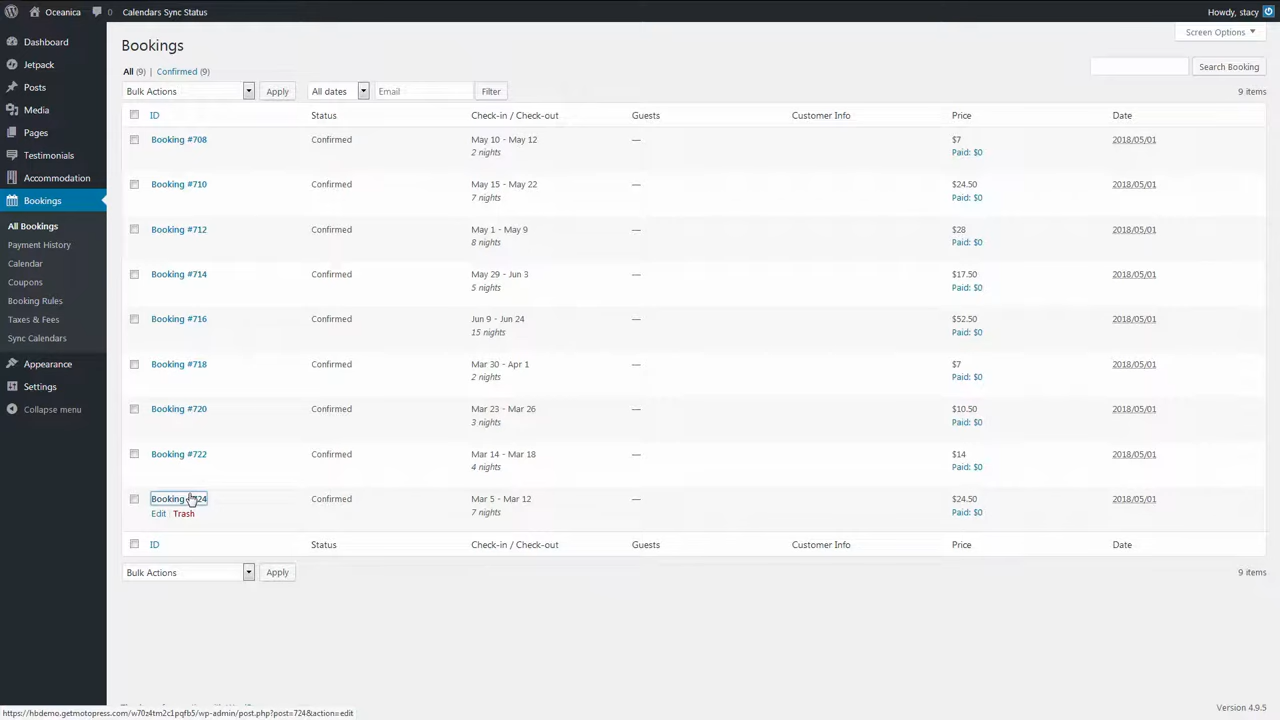 Oceanica
0
Calendars Sync Status
Howdy, stacy
Dashboard
Jetpack
Posts
Media
Pages
Testimonials
Accommodation
Bookings
All Bookings
Payment History
Calendar
Coupons
Booking Rules
Taxes & Fees
Sync Calendars
Appearance
Settings
Collapse menu
Screen Options
Bookings
All (9) | Confirmed (9)
Search Booking
Bulk Actions Apply All dates Email Filter 9 items
ID Status Check-in / Check-out Guests Customer Info Price Date
Booking #708 Confirmed May 10 - May 12 — $7 2018/05/01
2 nights Paid: $0
Booking #710 Confirmed May 15 - May 22 — $24.50 2018/05/01
7 nights Paid: $0
Booking #712 Confirmed May 1 - May 9 — $28 2018/05/01
8 nights Paid: $0
Booking #714 Confirmed May 29 - Jun 3 — $17.50 2018/05/01
5 nights Paid: $0
Booking #716 Confirmed Jun 9 - Jun 24 — $52.50 2018/05/01
15 nights Paid: $0
Booking #718 Confirmed Mar 30 - Apr 1 — $7 2018/05/01
2 nights Paid: $0
Booking #720 Confirmed Mar 23 - Mar 26 — $10.50 2018/05/01
3 nights Paid: $0
Booking #722 Confirmed Mar 14 - Mar 18 — $14 2018/05/01
4 nights Paid: $0
Booking 24 Confirmed Mar 5 - Mar 12 — $24.50 2018/05/01
Edit | Trash 7 nights Paid: $0
ID Status Check-in / Check-out Guests Customer Info Price Date
Bulk Actions Apply 9 items
https://hbdemo.getmotopress.com/w70z4tm2c1pqfb5/wp-admin/post.php?post=724&action=edit
Version 4.9.5